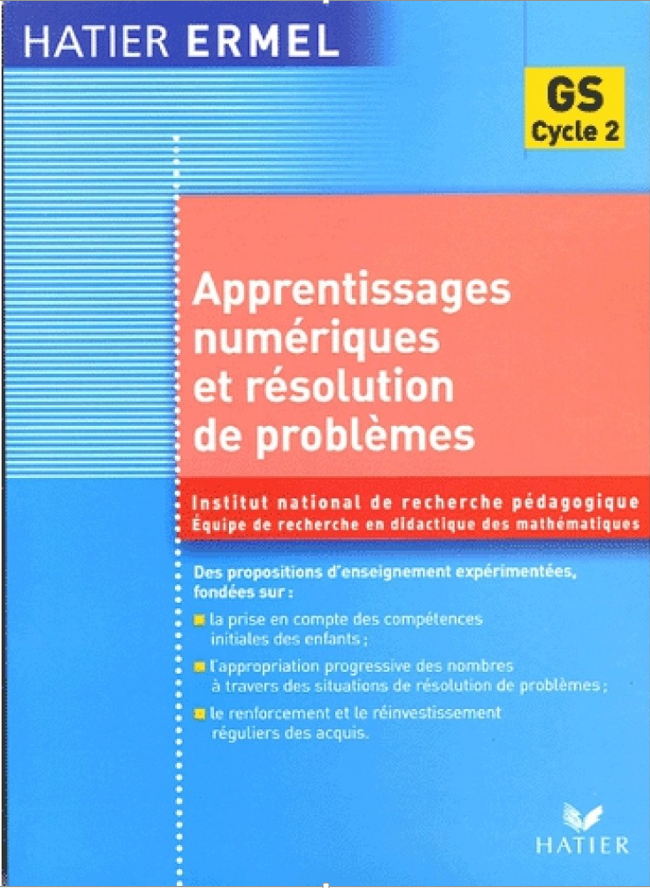 HATIER ERMEL
GS
Cycle 2
Apprentissages
numériques
et résolution
de problèmes
Institut national de recherche pédagogique
Équipe de recherche en didactique des mathématiques
Des propositions d'enseignement expérimentées,
fondées sur :
la prise en compte des compétences
initiales des enfants ;
l'appropriation progressive des nombres
à travers des situations de résolution de problèmes ;
le renforcement et le réinvestissement
réguliers des acquis.
HATIER